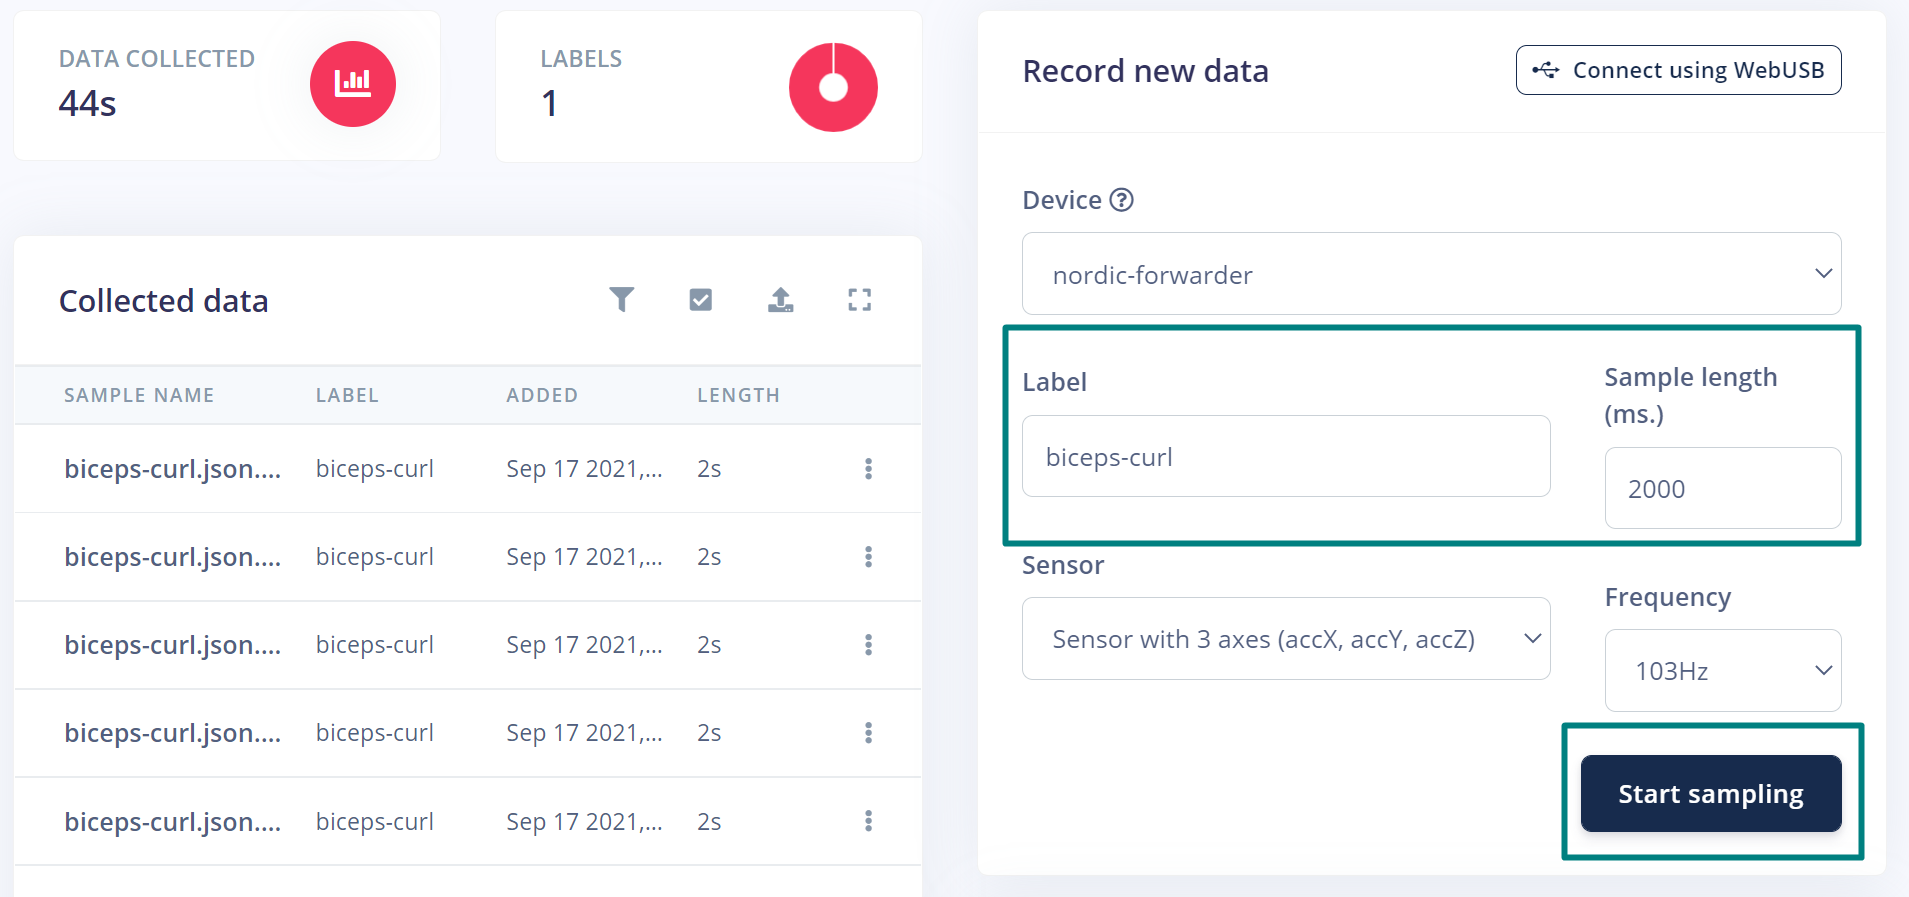 DATA COLLECTED
44s
LABELS
1
Collected data
SAMPLE NAME LABEL ADDED LENGTH
biceps-curl.json.... biceps-curl Sep 17 2021,... 2s
biceps-curl.json.... biceps-curl Sep 17 2021,... 2s
biceps-curl.json.... biceps-curl Sep 17 2021,... 2s
biceps-curl.json.... biceps-curl Sep 17 2021,... 2s
biceps-curl.json.... biceps-curl Sep 17 2021,... 2s
Record new data
Connect using WebUSB
Device ?
nordic-forwarder
Label
biceps-curl
Sample length
(ms.)
2000
Sensor
Sensor with 3 axes (accX, accY, accZ)
Frequency
103Hz
Start sampling